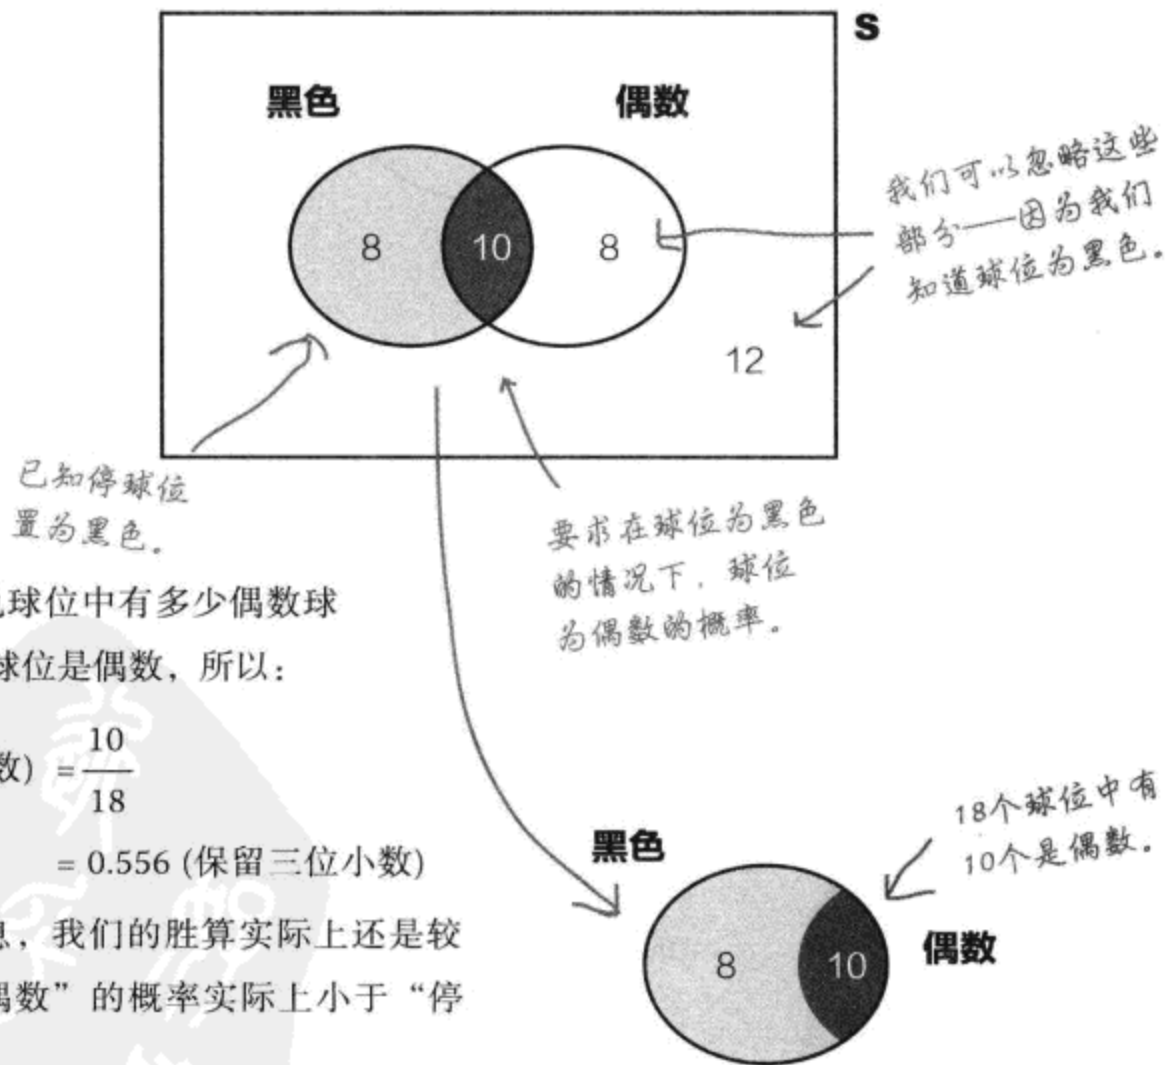 S
黑色
偶数
8
10
8
12
我们可以忽略这些
部分——因为我们
知道球位为黑色。
已知停球位
置为黑色。
要求在球位为黑色
的情况下，球位
为偶数的概率。
球位中有多少偶数球
球位是偶数，所以：
数) = 10
18
= 0.556 (保留三位小数)
，我们的胜算实际上还是较
偶数”的概率实际上小于“停
黑色
8
10
偶数
18个球位中有
10个是偶数。